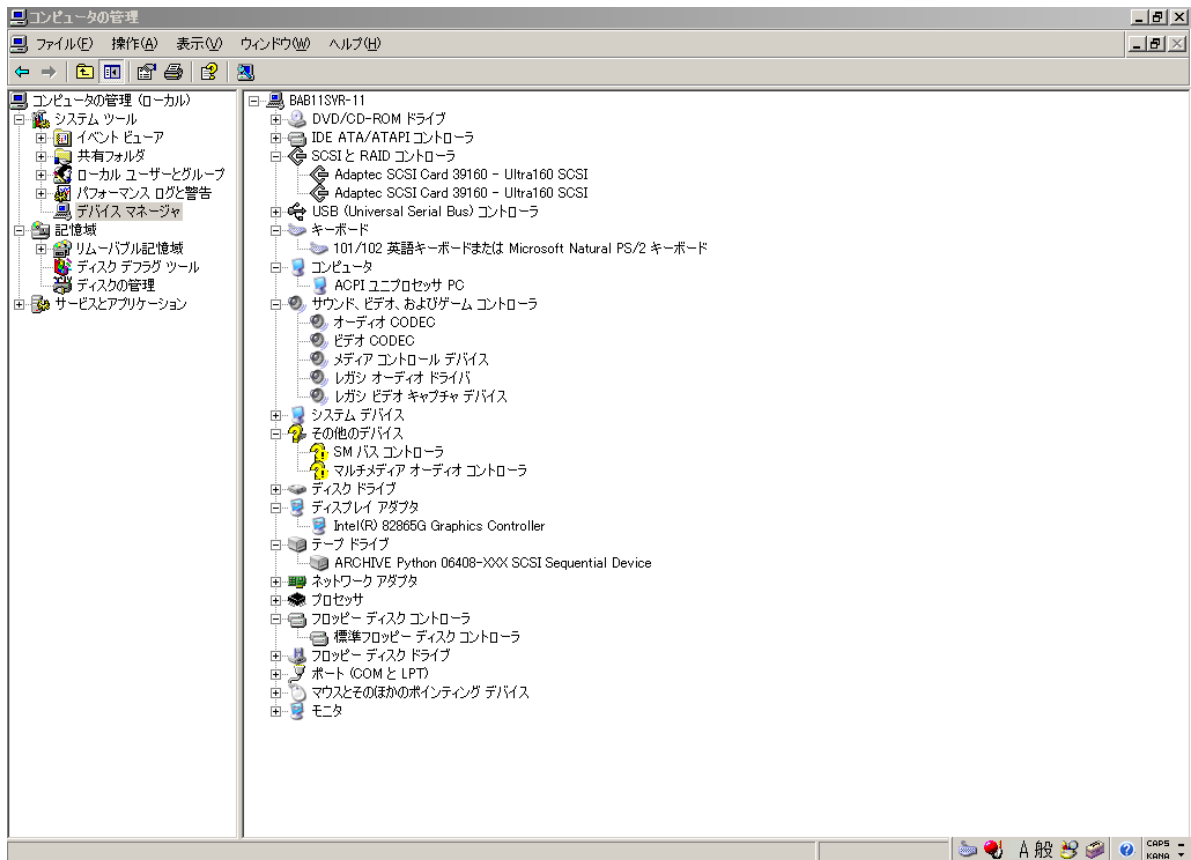 コンピュータの管理
ファイル(F) 操作(A) 表示(V) ウィンドウ(W) ヘルプ(H)
コンピュータの管理 (ローカル)
システム ツール
イベント ビューア
共有フォルダ
ローカル ユーザーとグループ
パフォーマンス ログと警告
デバイス マネージャ
記憶域
リムーバブル記憶域
ディスク デフラグ ツール
ディスクの管理
サービスとアプリケーション
BAB11SVR-11
DVD/CD-ROM ドライブ
IDE ATA/ATAPI コントローラ
SCSI と RAID コントローラ
Adaptec SCSI Card 39160 - Ultra160 SCSI
Adaptec SCSI Card 39160 - Ultra160 SCSI
USB (Universal Serial Bus) コントローラ
キーボード
101/102 英語キーボードまたは Microsoft Natural PS/2 キーボード
コンピュータ
ACPI ユニプロセッサ PC
サウンド、ビデオ、およびゲーム コントローラ
オーディオ CODEC
ビデオ CODEC
メディア コントロール デバイス
レガシ オーディオ ドライバ
レガシ ビデオ キャプチャ デバイス
システム デバイス
その他のデバイス
SM バス コントローラ
マルチメディア オーディオ コントローラ
ディスク ドライブ
ディスプレイ アダプタ
Intel(R) 82865G Graphics Controller
テープ ドライブ
ARCHIVE Python 06408-XXX SCSI Sequential Device
ネットワーク アダプタ
プロセッサ
フロッピー ディスク コントローラ
標準フロッピー ディスク コントローラ
フロッピー ディスク ドライブ
ポート (COM と LPT)
マウスとそのほかのポインティング デバイス
モニタ
A 般
CAPS
KANA